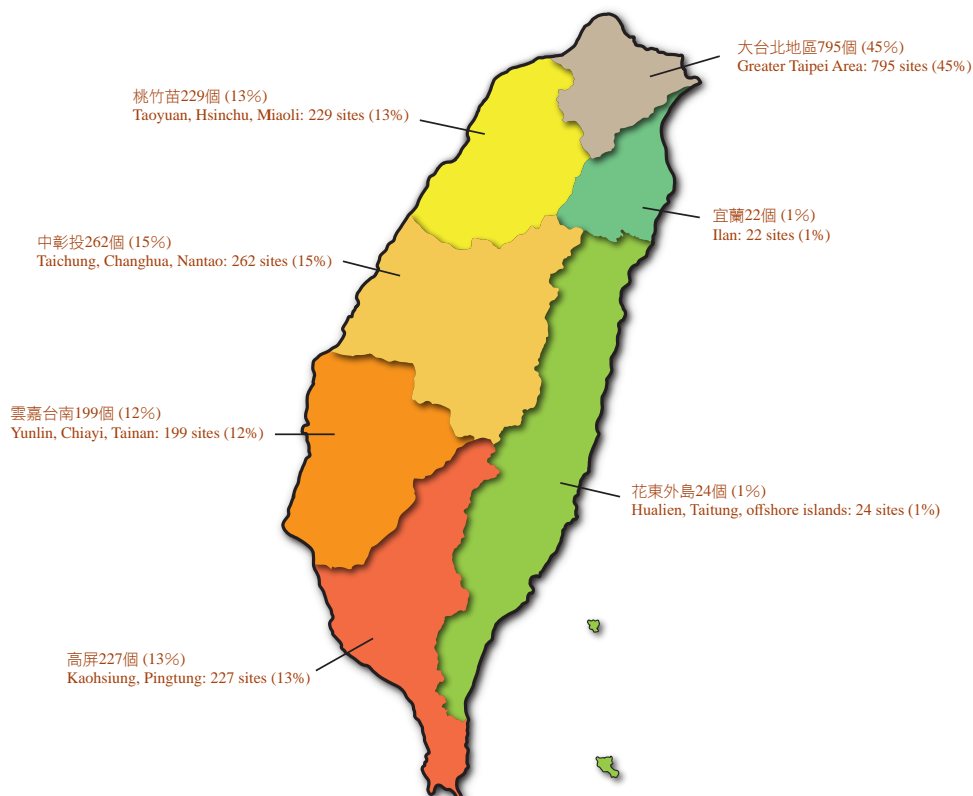 大台北地區795個 (45%)
Greater Taipei Area: 795 sites (45%)
桃竹苗229個 (13%)
Taoyuan, Hsinchu, Miaoli: 229 sites (13%)
宜蘭22個 (1%)
Ilan: 22 sites (1%)
中彰投262個 (15%)
Taichung, Changhua, Nantao: 262 sites (15%)
雲嘉台南199個 (12%)
Yunlin, Chiayi, Tainan: 199 sites (12%)
花東外島24個 (1%)
Hualien, Taitung, offshore islands: 24 sites (1%)
高屏227個 (13%)
Kaohsiung, Pingtung: 227 sites (13%)